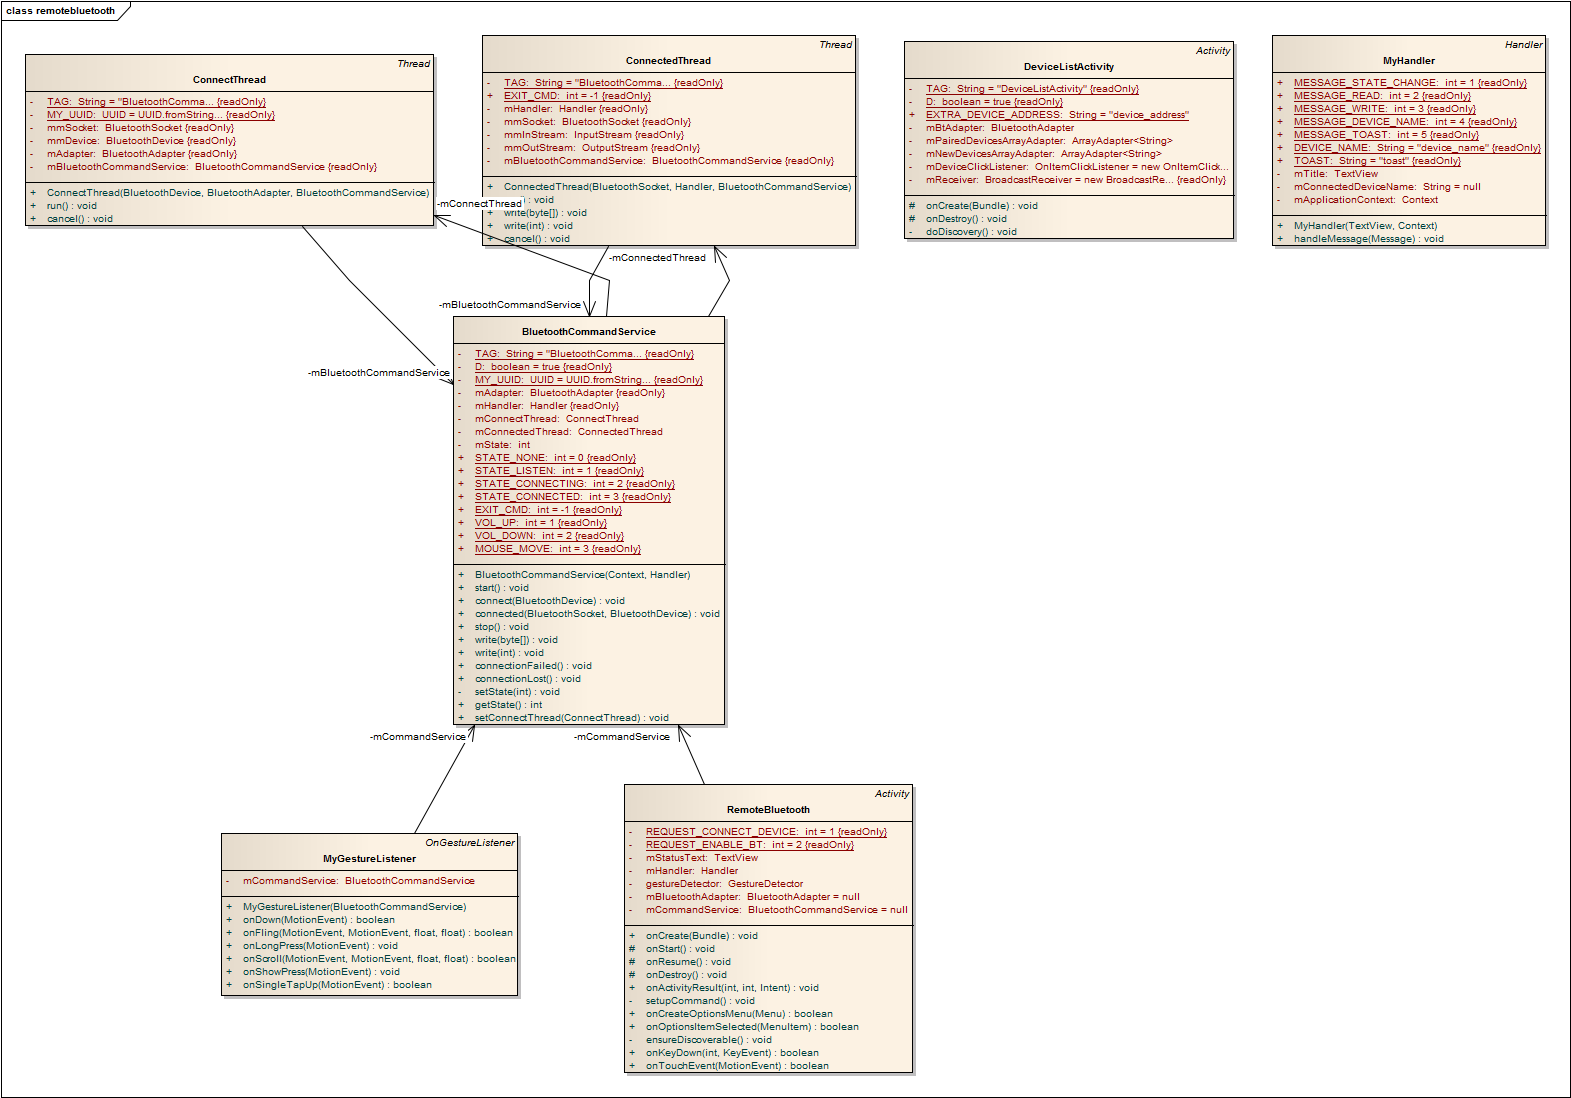 class remotebluetooth
Thread
ConnectThread
- TAG: String = "BluetoothComma... {readOnly}
- MY_UUID: UUID = UUID.fromString... {readOnly}
- mmSocket: BluetoothSocket {readOnly}
- mmDevice: BluetoothDevice {readOnly}
- mAdapter: BluetoothAdapter {readOnly}
- mBluetoothCommandService: BluetoothCommandService {readOnly}
+ ConnectThread(BluetoothDevice, BluetoothAdapter, BluetoothCommandService)
+ run() : void
+ cancel() : void
Thread
ConnectedThread
- TAG: String = "BluetoothComma... {readOnly}
+ EXIT_CMD: int = -1 {readOnly}
- mHandler: Handler {readOnly}
- mmSocket: BluetoothSocket {readOnly}
- mmInStream: InputStream {readOnly}
- mmOutStream: OutputStream {readOnly}
- mBluetoothCommandService: BluetoothCommandService {readOnly}
+ ConnectedThread(BluetoothSocket, Handler, BluetoothCommandService)
) : void
+ write(byte[]) : void
+ write(int) : void
+ cancel() : void
Activity
DeviceListActivity
- TAG: String = "DeviceListActivity" {readOnly}
- D: boolean = true {readOnly}
+ EXTRA_DEVICE_ADDRESS: String = "device_address"
- mBtAdapter: BluetoothAdapter
- mPairedDevicesArrayAdapter: ArrayAdapter<String>
- mNewDevicesArrayAdapter: ArrayAdapter<String>
- mDeviceClickListener: OnItemClickListener = new OnItemClick...
- mReceiver: BroadcastReceiver = new BroadcastRe... {readOnly}
# onCreate(Bundle) : void
# onDestroy() : void
- doDiscovery() : void
Handler
MyHandler
+ MESSAGE_STATE_CHANGE: int = 1 {readOnly}
+ MESSAGE_READ: int = 2 {readOnly}
+ MESSAGE_WRITE: int = 3 {readOnly}
+ MESSAGE_DEVICE_NAME: int = 4 {readOnly}
+ MESSAGE_TOAST: int = 5 {readOnly}
+ DEVICE_NAME: String = "device_name" {readOnly}
+ TOAST: String = "toast" {readOnly}
- mTitle: TextView
- mConnectedDeviceName: String = null
- mApplicationContext: Context
+ MyHandler(TextView, Context)
+ handleMessage(Message) : void
-mConnectThread
-mConnectedThread
-mBluetoothCommandService
-mBluetoothCommandService
BluetoothCommandService
- TAG: String = "BluetoothComma... {readOnly}
- D: boolean = true {readOnly}
- MY_UUID: UUID = UUID.fromString... {readOnly}
- mAdapter: BluetoothAdapter {readOnly}
- mHandler: Handler {readOnly}
- mConnectThread: ConnectThread
- mConnectedThread: ConnectedThread
- mState: int
+ STATE_NONE: int = 0 {readOnly}
+ STATE_LISTEN: int = 1 {readOnly}
+ STATE_CONNECTING: int = 2 {readOnly}
+ STATE_CONNECTED: int = 3 {readOnly}
+ EXIT_CMD: int = -1 {readOnly}
+ VOL_UP: int = 1 {readOnly}
+ VOL_DOWN: int = 2 {readOnly}
+ MOUSE_MOVE: int = 3 {readOnly}
+ BluetoothCommandService(Context, Handler)
+ start() : void
+ connect(BluetoothDevice) : void
+ connected(BluetoothSocket, BluetoothDevice) : void
+ stop() : void
+ write(byte[]) : void
+ write(int) : void
+ connectionFailed() : void
+ connectionLost() : void
- setState(int) : void
+ getState() : int
+ setConnectThread(ConnectThread) : void
-mCommandService
-mCommandService
OnGestureListener
MyGestureListener
- mCommandService: BluetoothCommandService
+ MyGestureListener(BluetoothCommandService)
+ onDown(MotionEvent) : boolean
+ onFling(MotionEvent, MotionEvent, float, float) : boolean
+ onLongPress(MotionEvent) : void
+ onScroll(MotionEvent, MotionEvent, float, float) : boolean
+ onShowPress(MotionEvent) : void
+ onSingleTapUp(MotionEvent) : boolean
Activity
RemoteBluetooth
- REQUEST_CONNECT_DEVICE: int = 1 {readOnly}
- REQUEST_ENABLE_BT: int = 2 {readOnly}
- mStatusText: TextView
- mHandler: Handler
- gestureDetector: GestureDetector
- mBluetoothAdapter: BluetoothAdapter = null
- mCommandService: BluetoothCommandService = null
+ onCreate(Bundle) : void
# onStart() : void
# onResume() : void
# onDestroy() : void
+ onActivityResult(int, int, Intent) : void
- setupCommand() : void
+ onCreateOptionsMenu(Menu) : boolean
+ onOptionsItemSelected(MenuItem) : boolean
- ensureDiscoverable() : void
+ onKeyDown(int, KeyEvent) : boolean
+ onTouchEvent(MotionEvent) : boolean